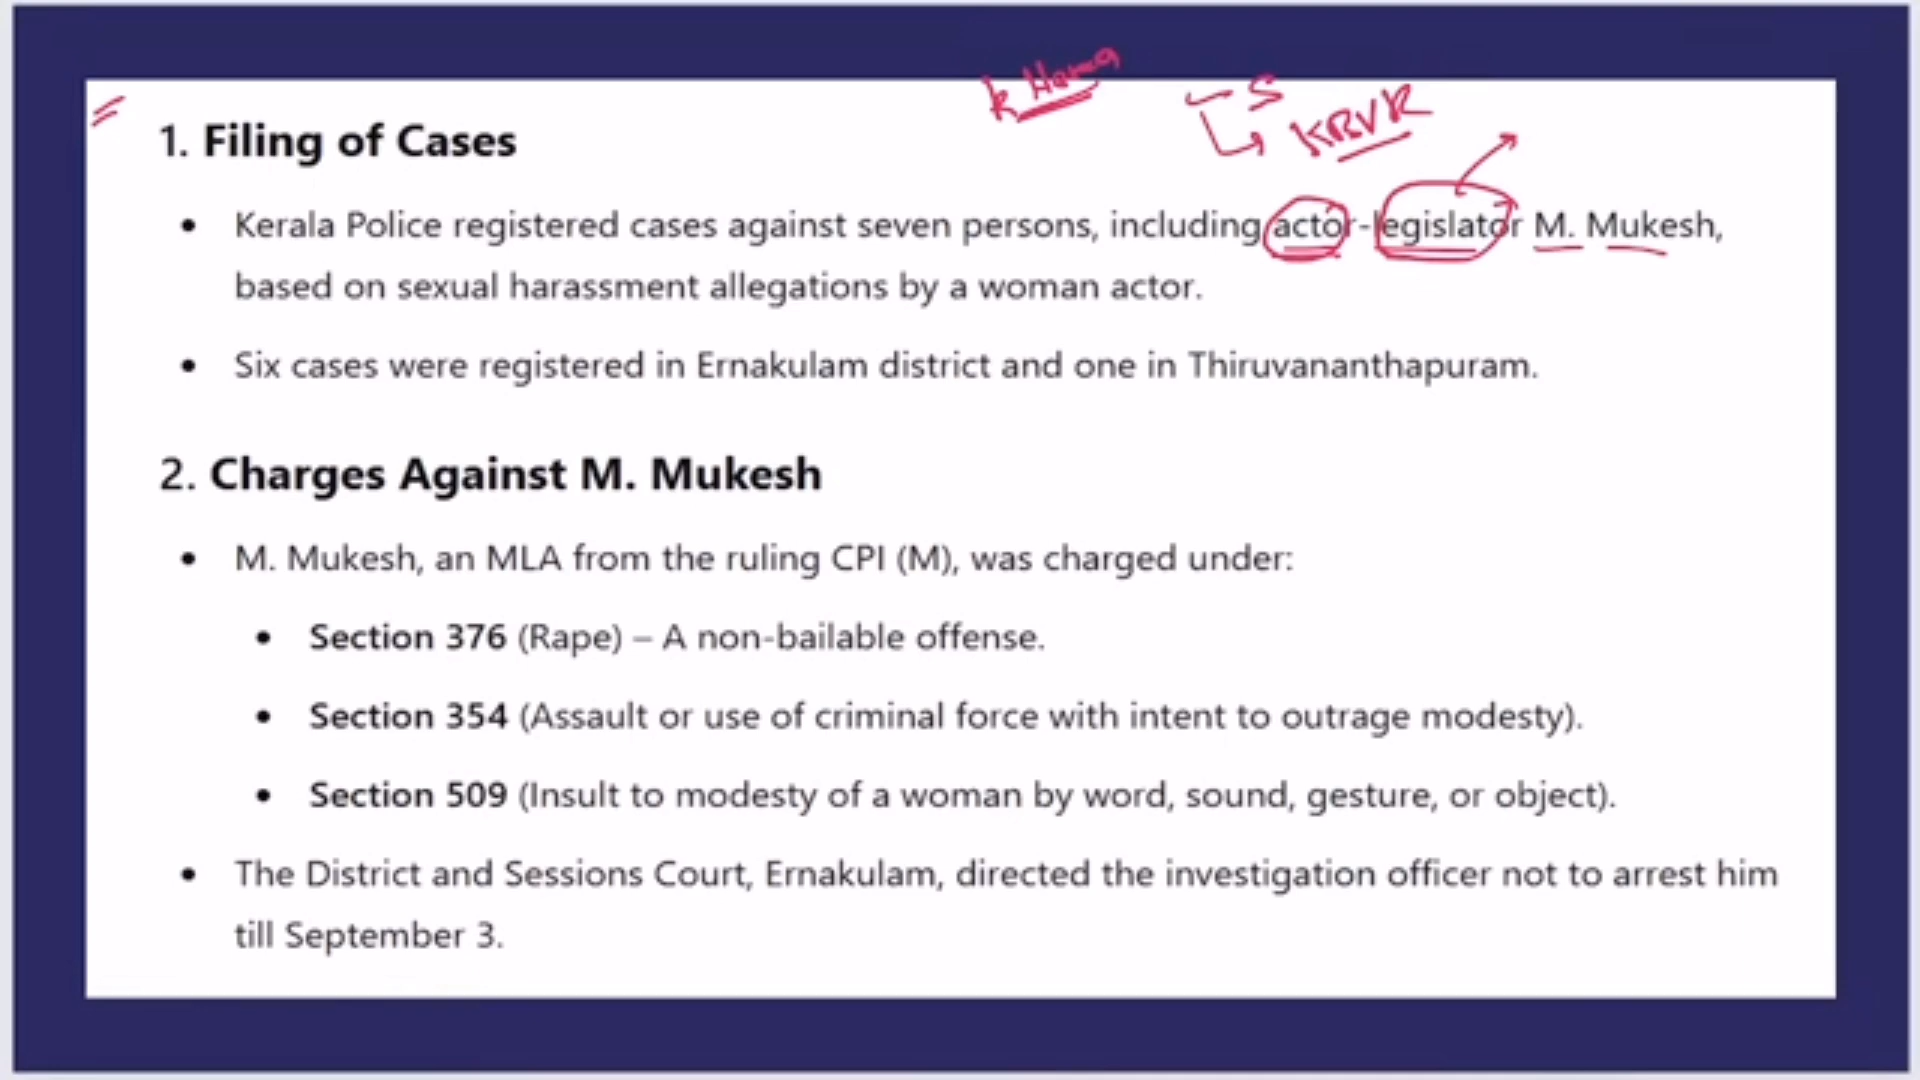 k Hema
S
KRVR
1. Filing of Cases
• Kerala Police registered cases against seven persons, including actor-legislator M. Mukesh,
based on sexual harassment allegations by a woman actor.
• Six cases were registered in Ernakulam district and one in Thiruvananthapuram.
2. Charges Against M. Mukesh
• M. Mukesh, an MLA from the ruling CPI (M), was charged under:
• Section 376 (Rape) – A non-bailable offense.
• Section 354 (Assault or use of criminal force with intent to outrage modesty).
• Section 509 (Insult to modesty of a woman by word, sound, gesture, or object).
• The District and Sessions Court, Ernakulam, directed the investigation officer not to arrest him
till September 3.